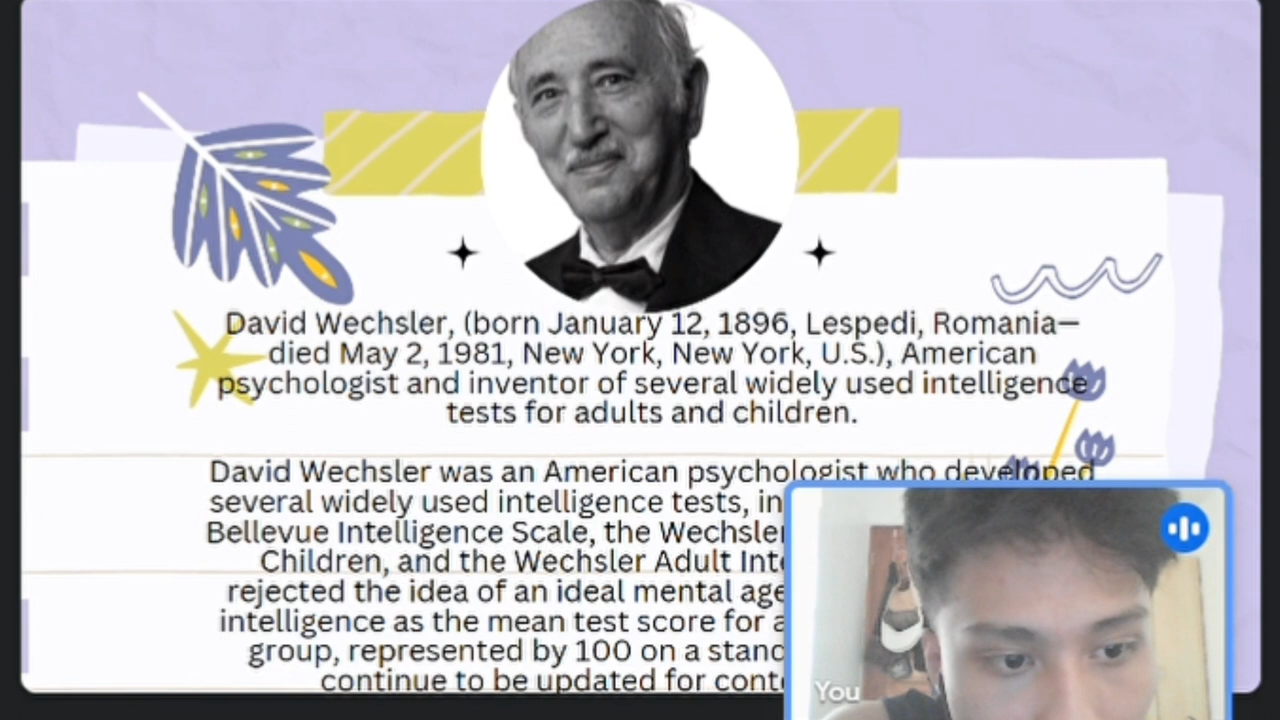 David Wechsler, (born January 12, 1896, Lespedi, Romania—
died May 2, 1981, New York, New York, U.S.), American
psychologist and inventor of several widely used intelligence
tests for adults and children.
David Wechsler was an American psychologist who developed
several widely used intelligence tests, in
Bellevue Intelligence Scale, the Wechsler
Children, and the Wechsler Adult Inte
rejected the idea of an ideal mental age
intelligence as the mean test score for a
group, represented by 100 on a stand
continue to be updated for conte
You